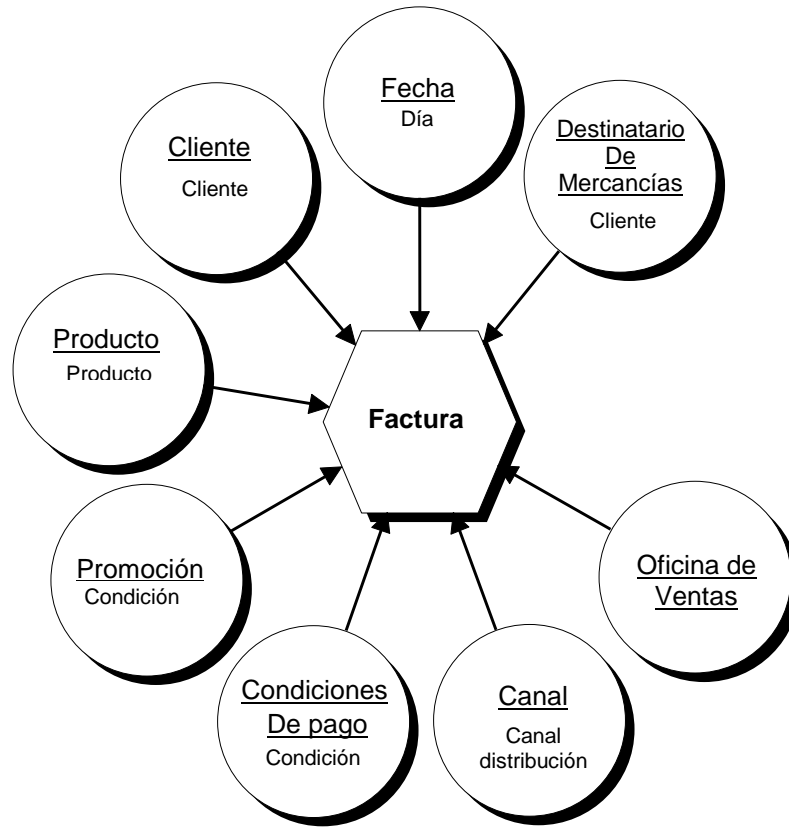 Fecha
Día
Destinatario
De
Mercancías
Cliente
Cliente
Cliente
Producto
Producto
Factura
Promoción
Condición
Oficina de
Ventas
Condiciones
De pago
Condición
Canal
Canal
distribución